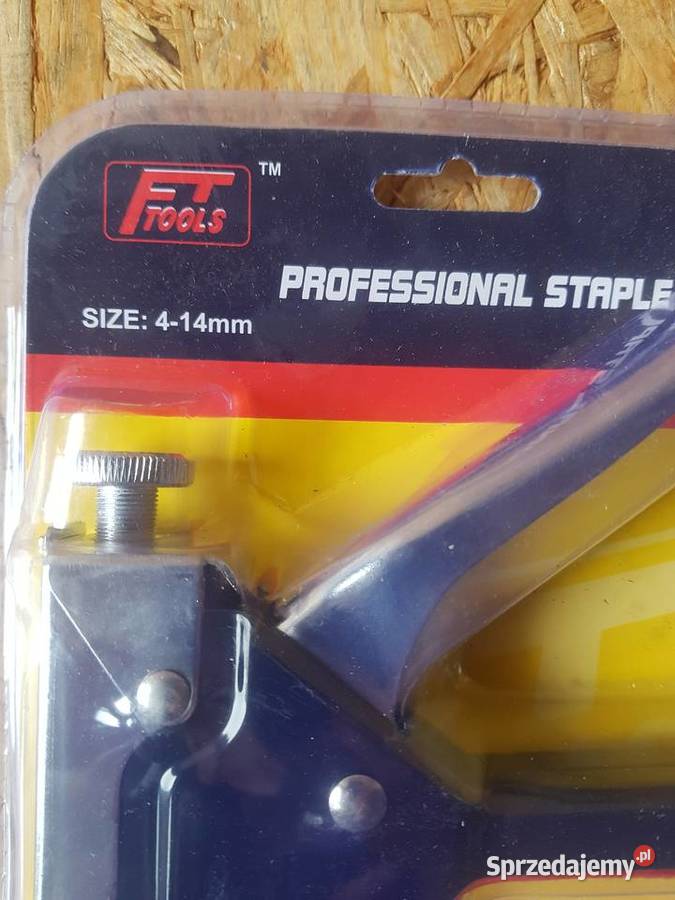 FT TOOLS ™
PROFESSIONAL STAPLE
SIZE: 4-14mm
Sprzedajemy.pl